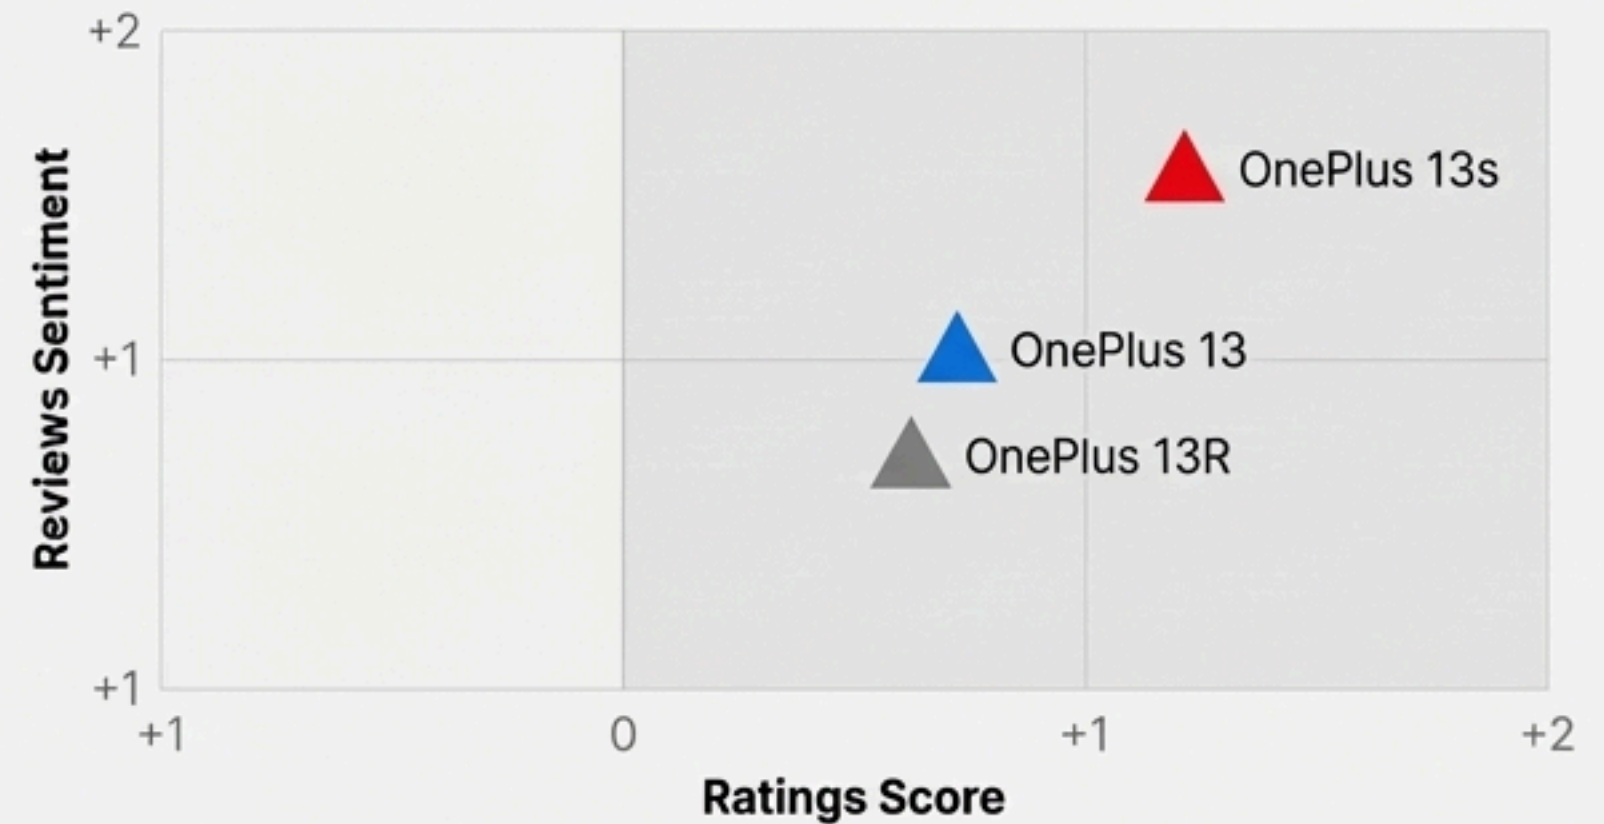 +2
OnePlus 13s
Reviews Sentiment
+1
OnePlus 13
OnePlus 13R
+1
+1
0
+1
+2
Ratings Score